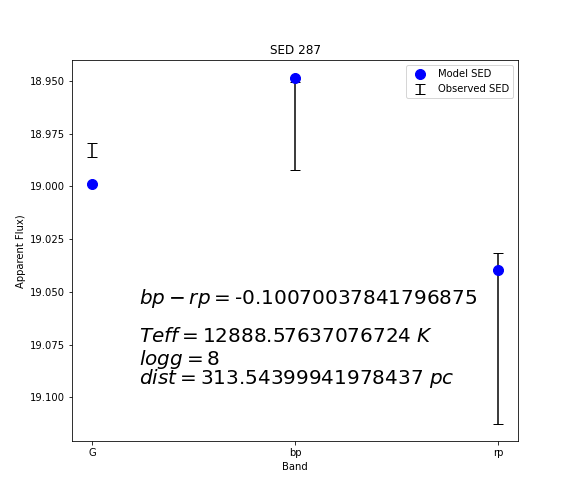 SED 287
Model SED
Observed SED
18.950
18.975
19.000
19.025
19.050
19.075
19.100
Apparent Flux)
bp − rp = -0.10070037841796875
Teff = 12888.57637076724 K
logg = 8
dist = 313.54399941978437 pc
G bp rp
Band